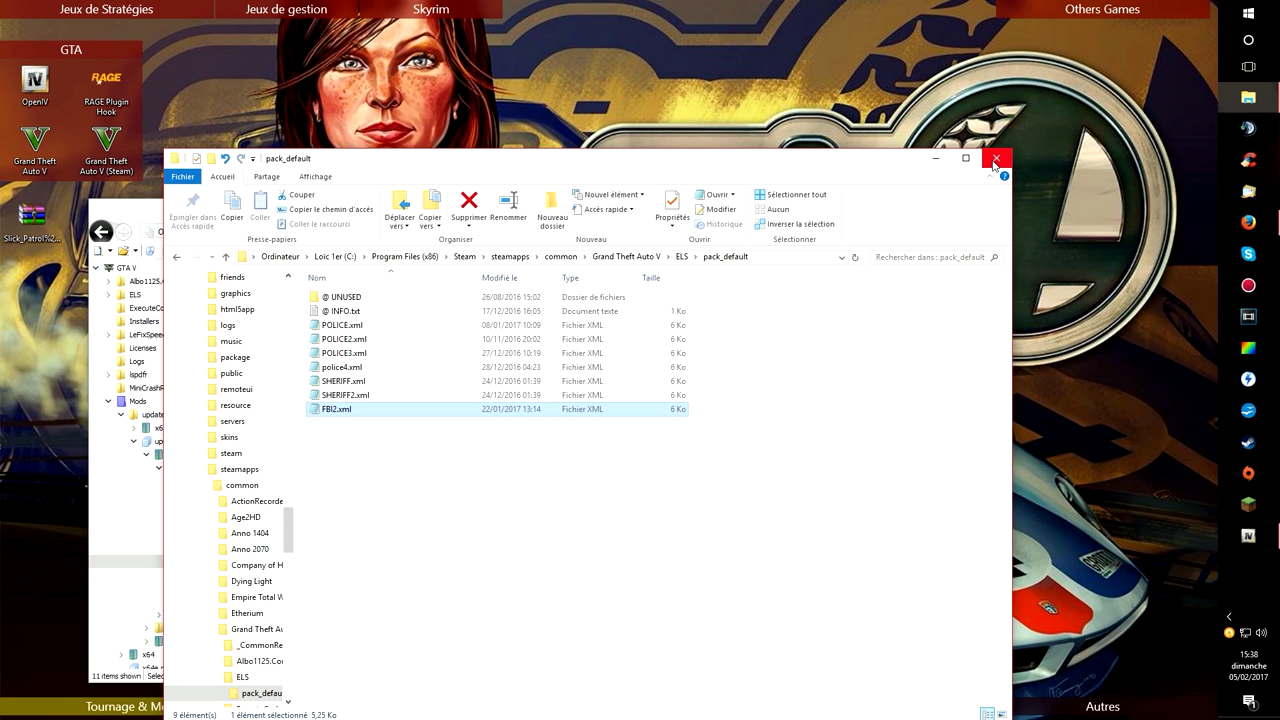 Jeux de Stratégies
Jeux de gestion
Skyrim
Others Games
GTA
OpenIV
RAGE
RAGE Plugin Hook
Grand Theft Auto V
Grand Theft Auto V (Steam)
pack_default
Fichier
Accueil
Partage
Affichage
Épingler dans Accès rapide
Copier
Coller
Couper
Copier le chemin d'accès
Coller le raccourci
Déplacer vers
Copier vers
Supprimer
Renommer
Nouveau dossier
Nouvel élément
Accès rapide
Propriétés
Ouvrir
Modifier
Historique
Sélectionner tout
Aucun
Inverser la sélection
Presse-papiers
Organiser
Nouveau
Ouvrir
Sélectionner
Ordinateur > Loïc 1er (C:) > Program Files (x86) > Steam > steamapps > common > Grand Theft Auto V > ELS > pack_default
Rechercher dans : pack_default
Nom Modifié le Type Taille
@ UNUSED 26/08/2016 15:02 Dossier de fichiers
@ INFO.txt 17/12/2016 16:05 Document texte 1 Ko
POLICE.xml 08/01/2017 10:09 Fichier XML 6 Ko
POLICE2.xml 10/11/2016 20:02 Fichier XML 6 Ko
POLICE3.xml 27/12/2016 10:19 Fichier XML 6 Ko
police4.xml 28/12/2016 04:23 Fichier XML 6 Ko
SHERIFF.xml 24/12/2016 01:39 Fichier XML 6 Ko
SHERIFF2.xml 24/12/2016 01:39 Fichier XML 6 Ko
FBI2.xml 22/01/2017 13:14 Fichier XML 6 Ko
friends
graphics
html5app
logs
music
package
public
remoteui
resource
servers
skins
steam
steamapps
common
ActionRecorde
Age2HD
Anno 1404
Anno 2070
Company of H
Dying Light
Empire Total W
Etherium
Grand Theft Au
_CommonRe
Albo1125.Co
ELS
pack_defau
9 élément(s) 1 élément sélectionné 5,25 Ko
Slick_Patrol%2...
GTA V
Albo1125.
ELS
ExecuteCo
Installers
LeFixSpee
Licenses
Logs
lspdfr
MiniCrashR
Mods
update
x6
up
x64
x64e.r
11 items shown
Selec
Tournage & Mo
Autres
15:38
dimanche
05/02/2017